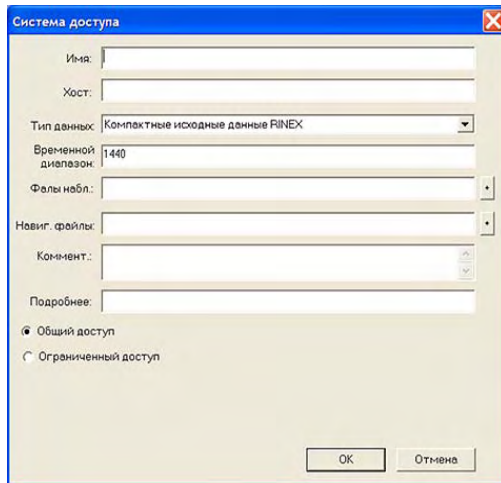 Система доступа
Имя:
Хост:
Тип данных: Компактные исходные данные RINEX
Временной
диапазон: 1440
Фалы набл.:
Навиг. файлы:
Коммент.:
Подробнее:
Общий доступ
Ограниченный доступ
OK Отмена